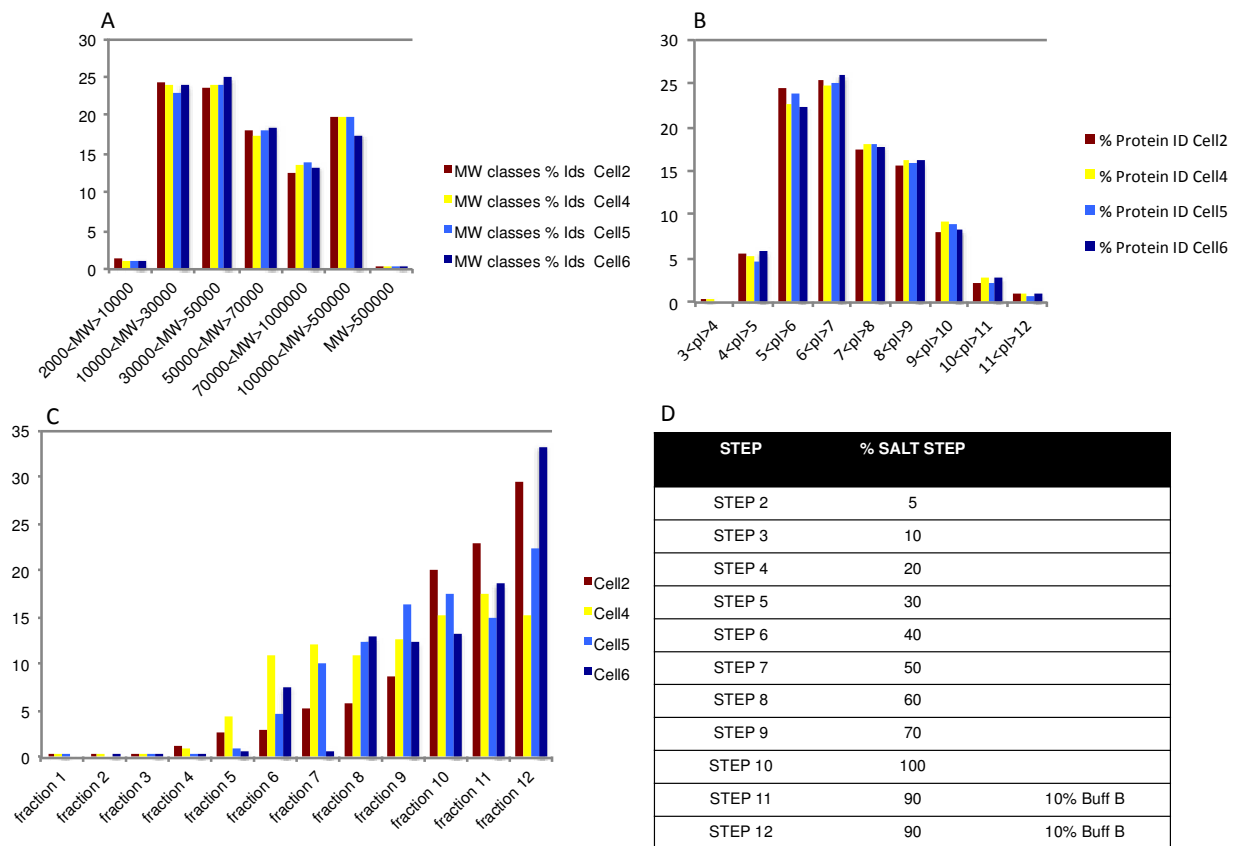 A
30
25
20
15
10
5
0
2000<MW>10000
10000<MW>30000
30000<MW>50000
50000<MW>70000
70000<MW>100000
100000<MW>500000
MW>500000
MW classes % Ids Cell2
MW classes % Ids Cell4
MW classes % Ids Cell5
MW classes % Ids Cell6
B
30
25
20
15
10
5
0
3<pI>4
4<pI>5
5<pI>6
6<pI>7
7<pI>8
8<pI>9
9<pI>10
10<pI>11
11<pI>12
% Protein ID Cell2
% Protein ID Cell4
% Protein ID Cell5
% Protein ID Cell6
C
35
30
25
20
15
10
5
0
fraction 1
fraction 2
fraction 3
fraction 4
fraction 5
fraction 6
fraction 7
fraction 8
fraction 9
fraction 10
fraction 11
fraction 12
Cell2
Cell4
Cell5
Cell6
D
STEP % SALT STEP
STEP 2 5
STEP 3 10
STEP 4 20
STEP 5 30
STEP 6 40
STEP 7 50
STEP 8 60
STEP 9 70
STEP 10 100
STEP 11 90 10% Buff B
STEP 12 90 10% Buff B